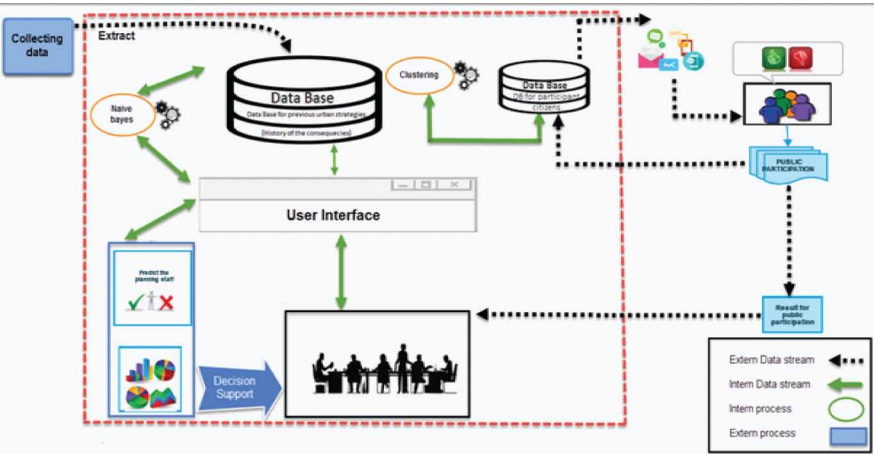 Collecting
data
Extract
Naive
bayes
Data Base
Data Base for previous urban strategies
(History of the consequecies)
Clustering
Data Base
DB for participant
citizens
PUBLIC
PARTICIPATION
User Interface
Predict the
planning staff
Decision
Support
Result for
public
participation
Extern Data stream
Intern Data stream
Intern process
Extern process